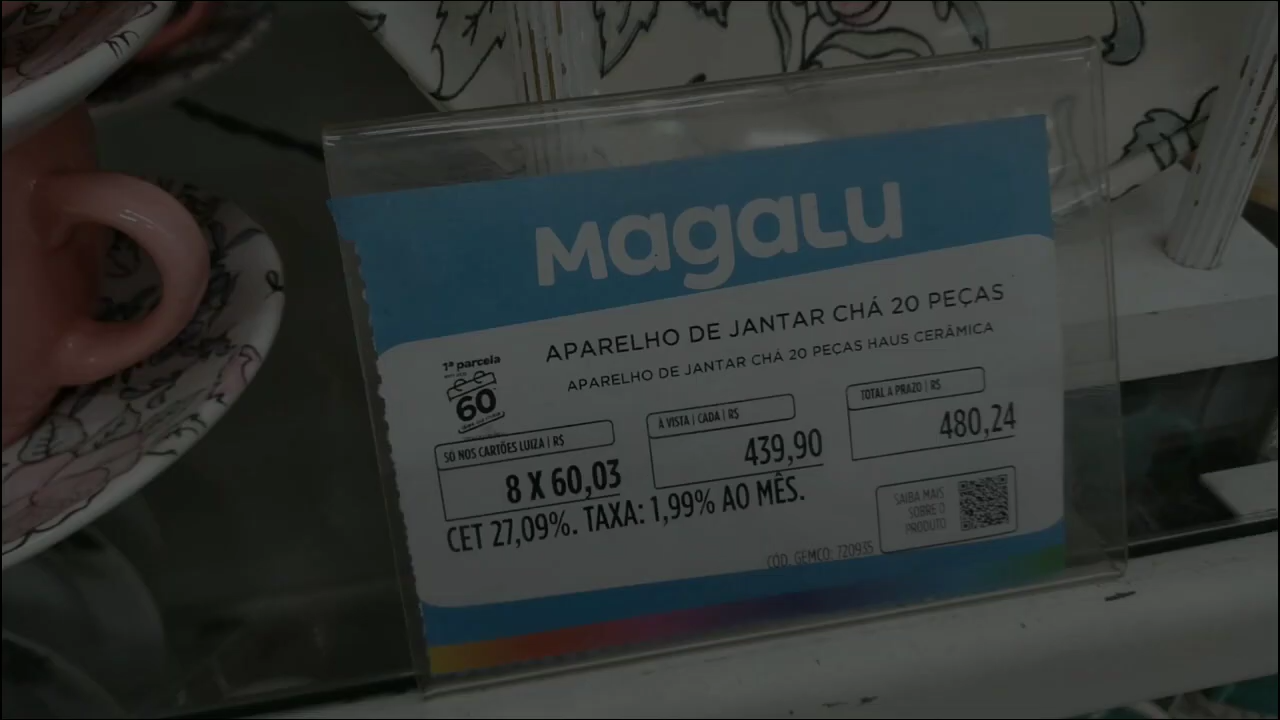 MagaLu
APARELHO DE JANTAR CHÁ 20 PEÇAS
APARELHO DE JANTAR CHÁ 20 PEÇAS HAUS CERÂMICA
1ª parcela
60
SÓ NOS CARTÕES LUIZA | R$
8 X 60,03
À VISTA | CADA | R$
439,90
TOTAL A PRAZO | R$
480,24
CET 27,09%. TAXA: 1,99% AO MÊS.
SAIBA MAIS
SOBRE O
PRODUTO
CÓD. GEMCO: 720935